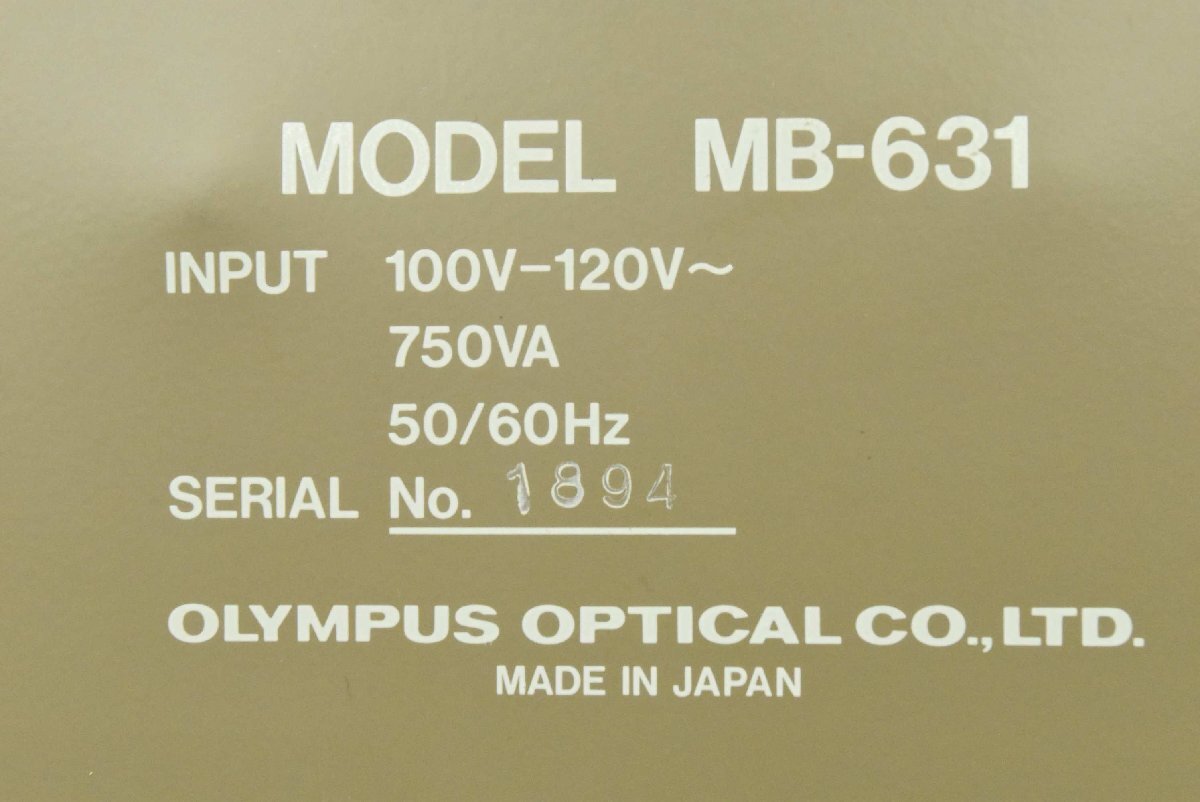 MODEL MB-631
INPUT 100V-120V～
750VA
50/60Hz
SERIAL No. 1894
OLYMPUS OPTICAL CO.,LTD.
MADE IN JAPAN